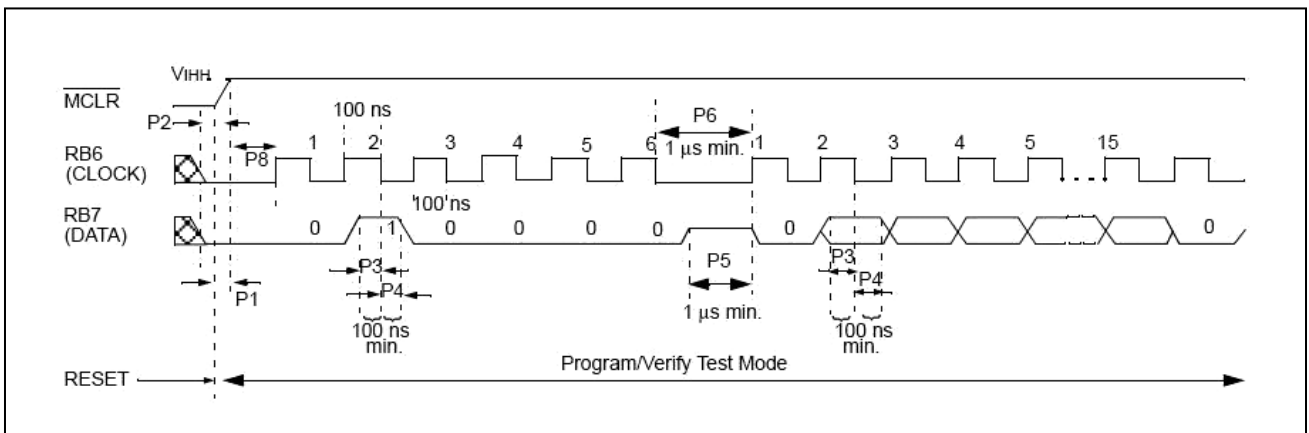 VIHH
MCLR
P2
100 ns
P6
P8
1 2 3 4 5 6 1 μs min. 1 2 3 4 5 15
RB6
(CLOCK)
100 ns
RB7
(DATA)
0 1 0 0 0 0 0 0
P3
P4
P5
P3
P4
P1
100 ns
min.
1 μs min.
100 ns
min.
Program/Verify Test Mode
RESET